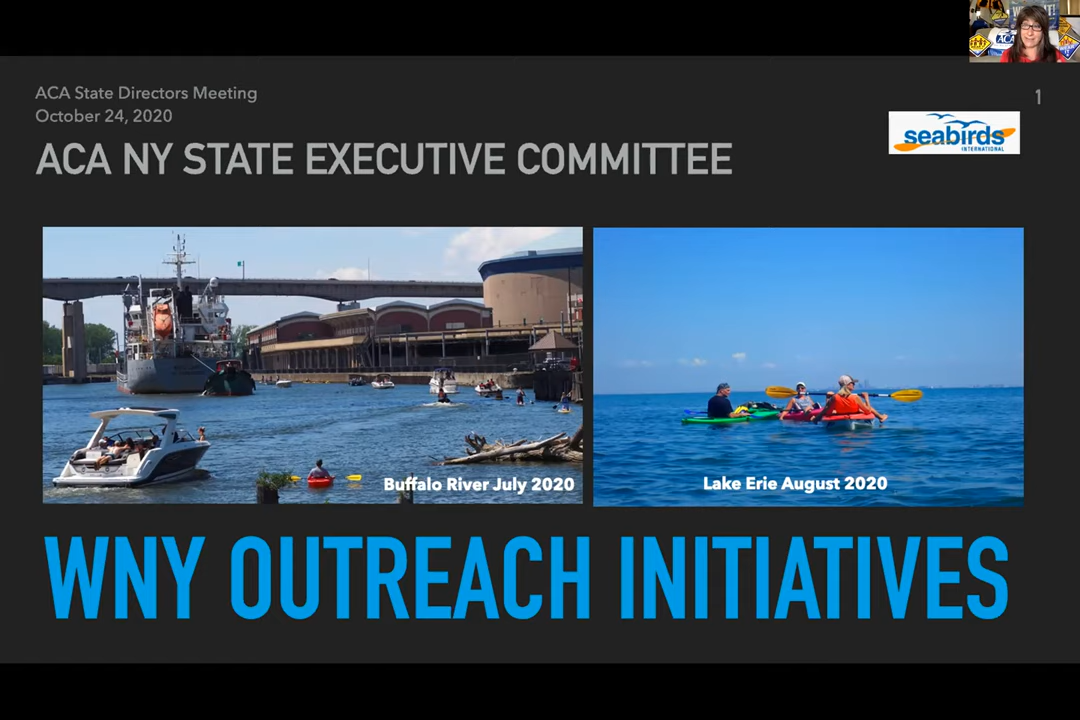 ACA State Directors Meeting
October 24, 2020
1
ACA NY STATE EXECUTIVE COMMITTEE
seabirds
INTERNATIONAL
Buffalo River July 2020
Lake Erie August 2020
WNY OUTREACH INITIATIVES
ACA